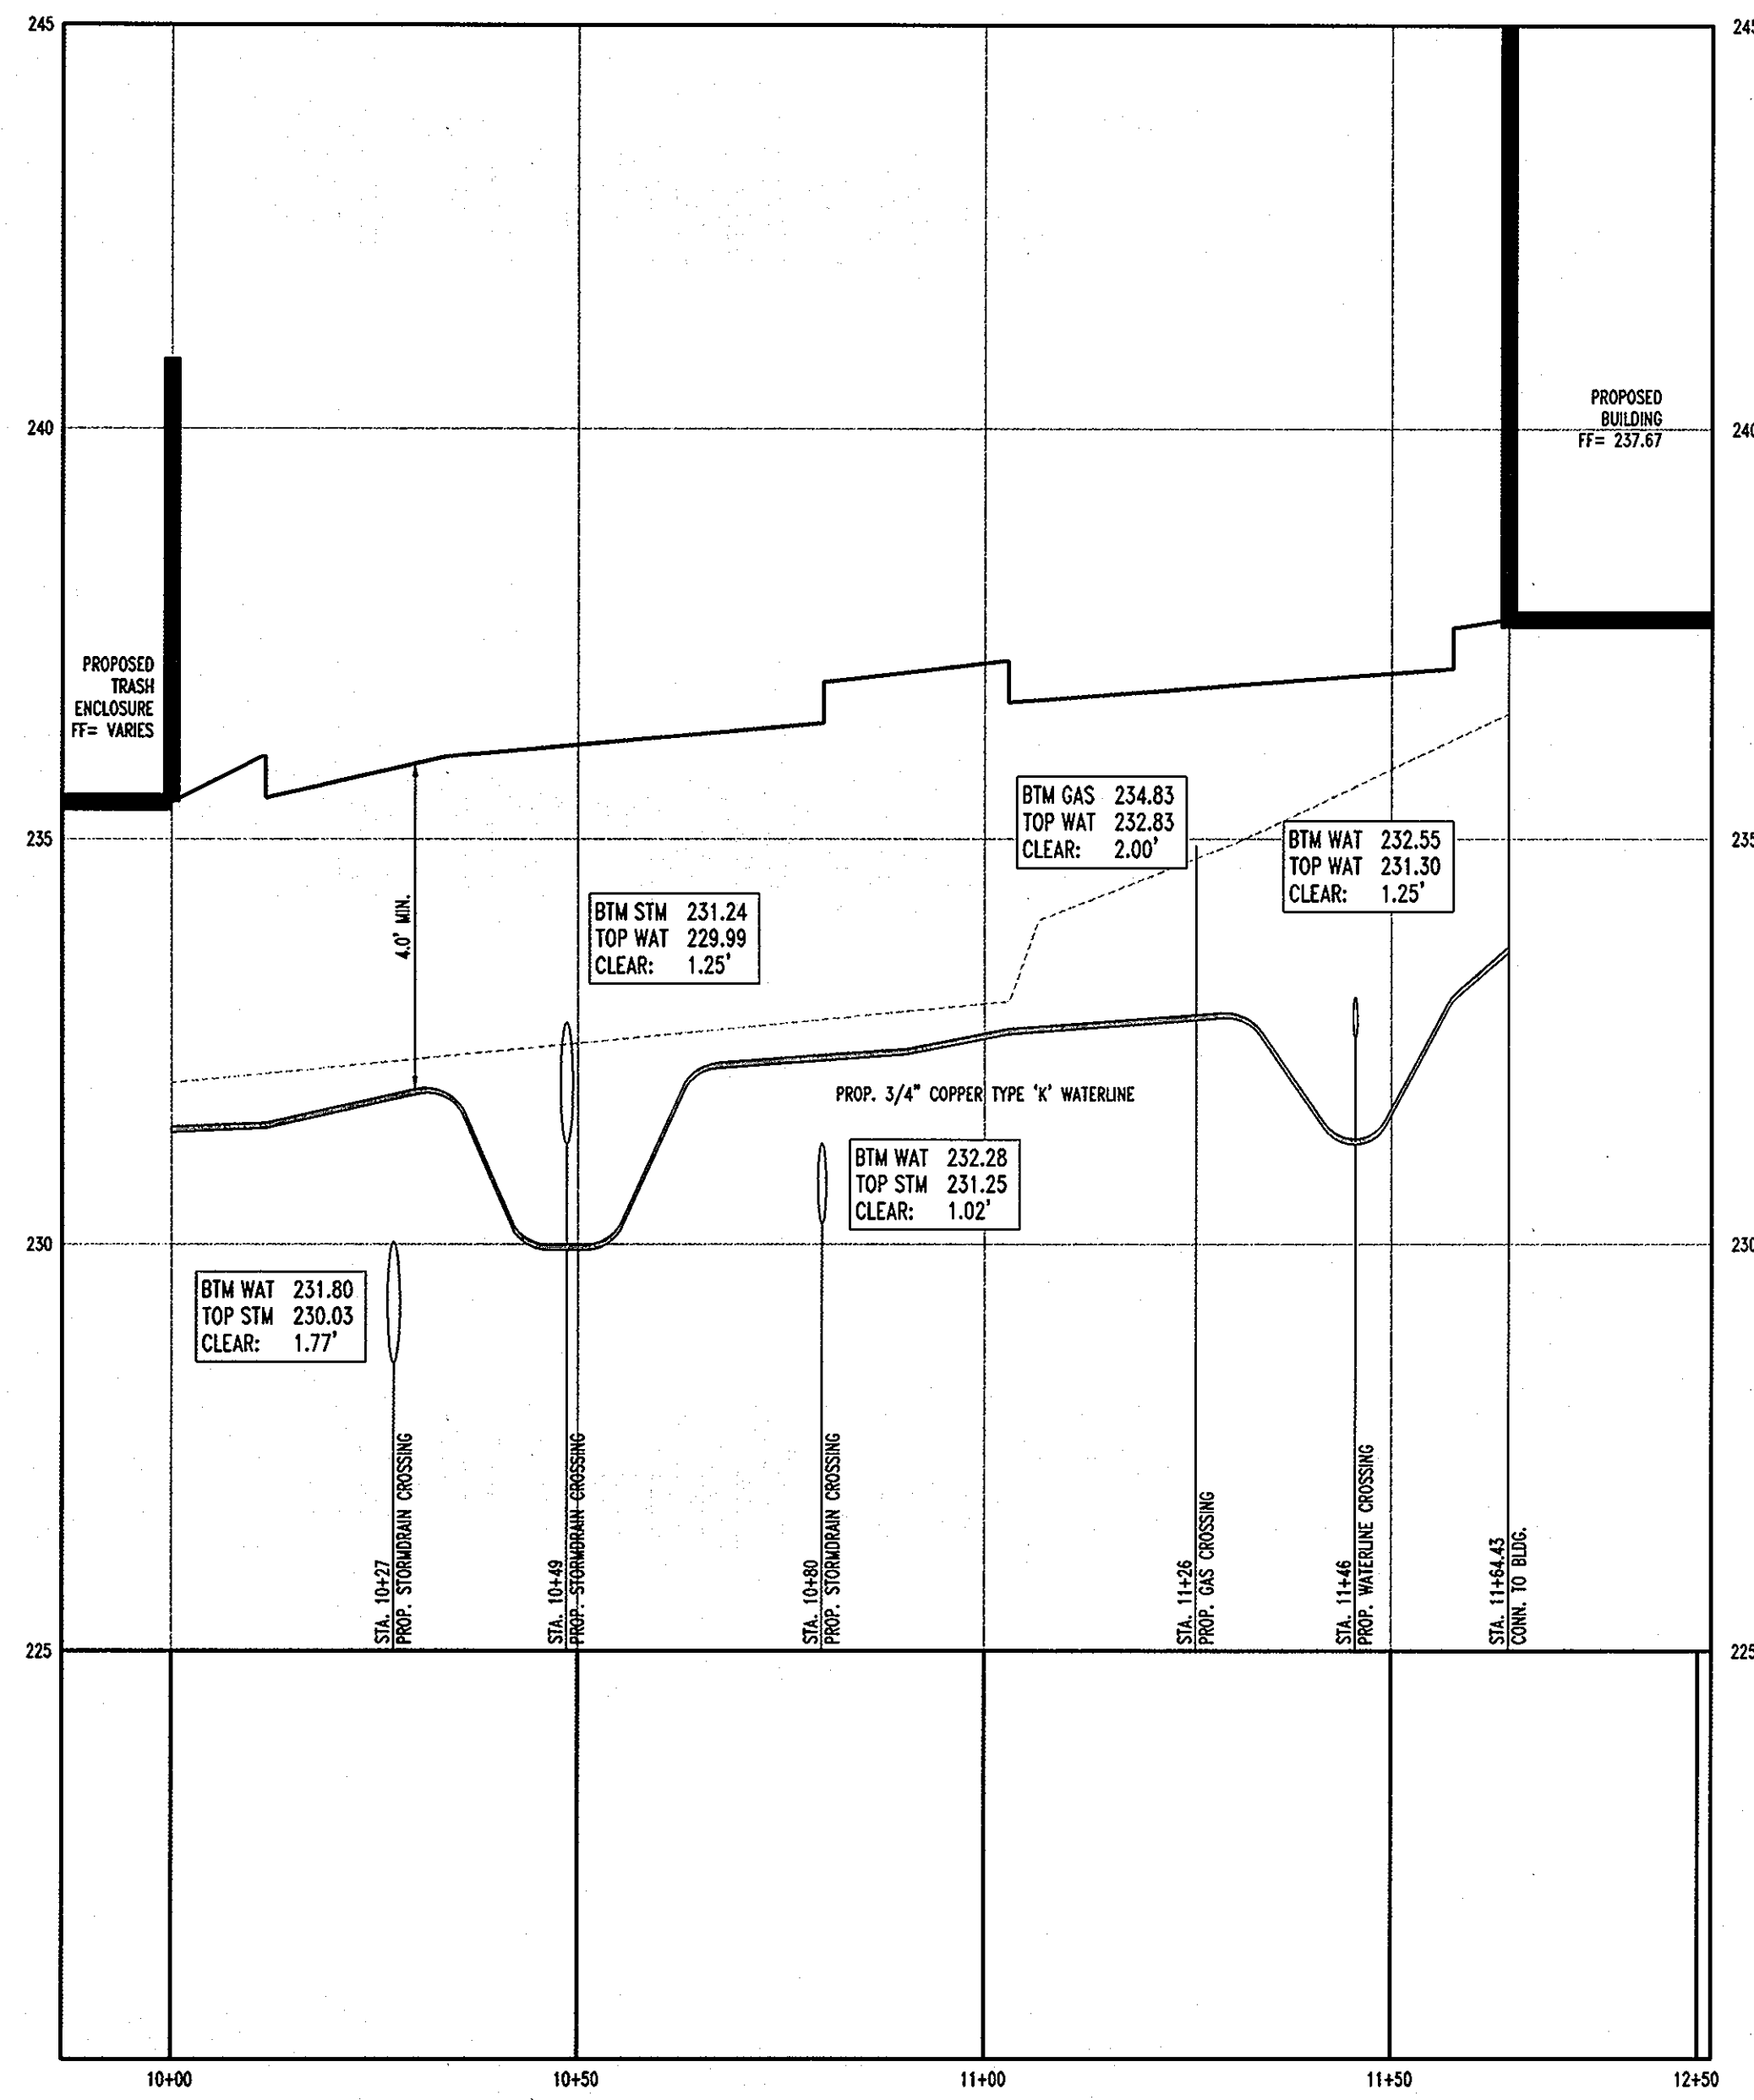 245
245
240
240
PROPOSED
BUILDING
FF= 237.67
PROPOSED
TRASH
ENCLOSURE
FF= VARIES
235
235
4.0' MIN.
BTM GAS 234.83
TOP WAT 232.83
CLEAR: 2.00'
BTM WAT 232.55
TOP WAT 231.30
CLEAR: 1.25'
BTM STM 231.24
TOP WAT 229.99
CLEAR: 1.25'
PROP. 3/4" COPPER TYPE 'K' WATERLINE
BTM WAT 232.28
TOP STM 231.25
CLEAR: 1.02'
230
230
BTM WAT 231.80
TOP STM 230.03
CLEAR: 1.77'
STA. 10+27
PROP. STORMDRAIN CROSSING
STA. 10+49
PROP. STORMDRAIN CROSSING
STA. 10+80
PROP. STORMDRAIN CROSSING
STA. 11+26
PROP. GAS CROSSING
STA. 11+46
PROP. WATERLINE CROSSING
STA. 11+64.43
CONN. TO BLDG.
225
225
10+00
10+50
11+00
11+50
12+50